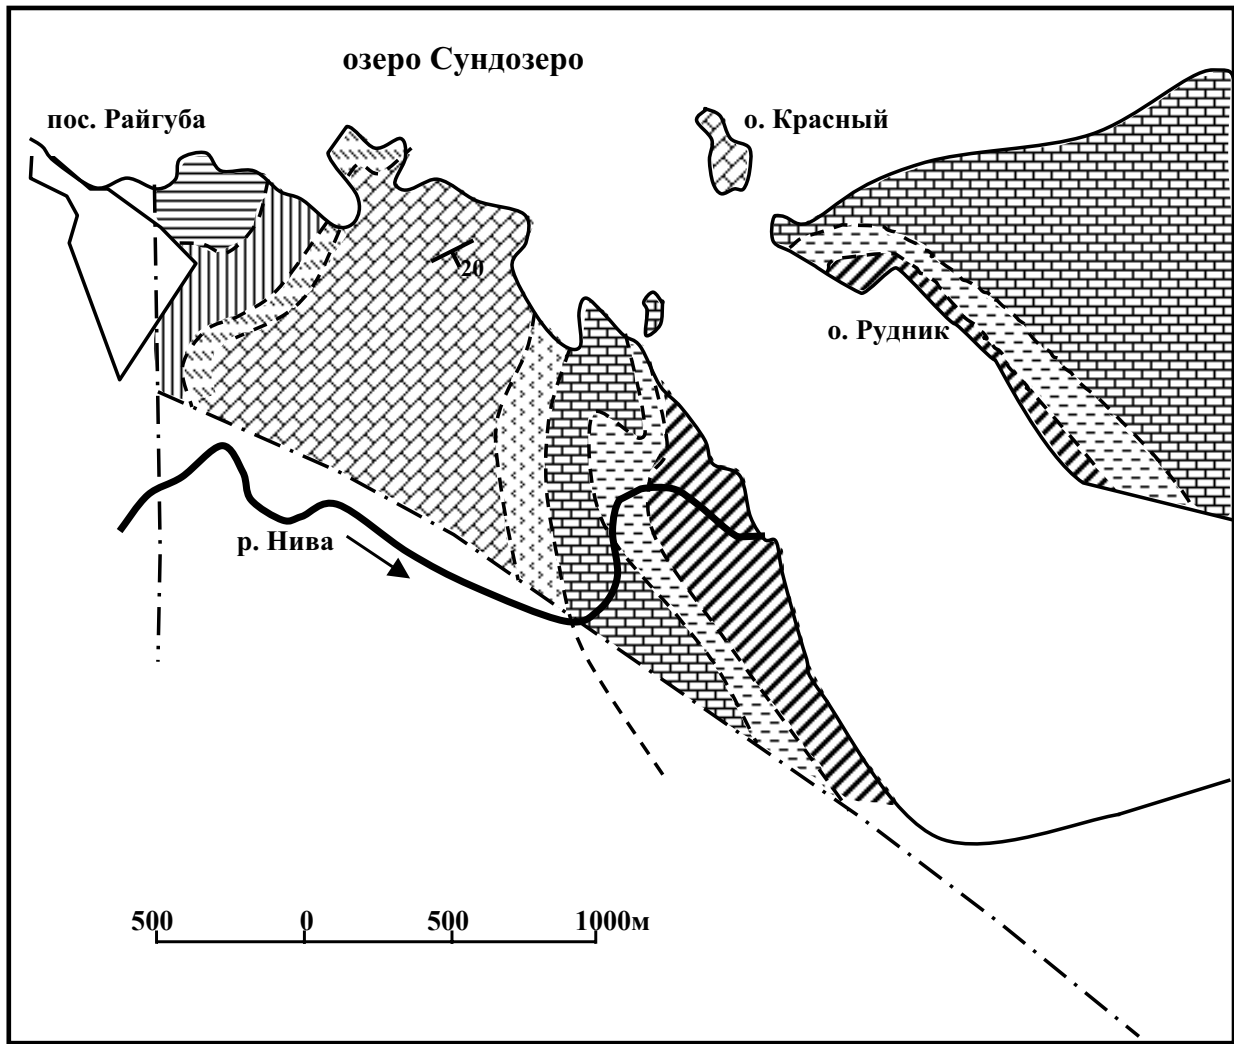 озеро Сундозеро
пос. Райгуба
о. Красный
20
о. Рудник
р. Нива
500 0 500 1000м